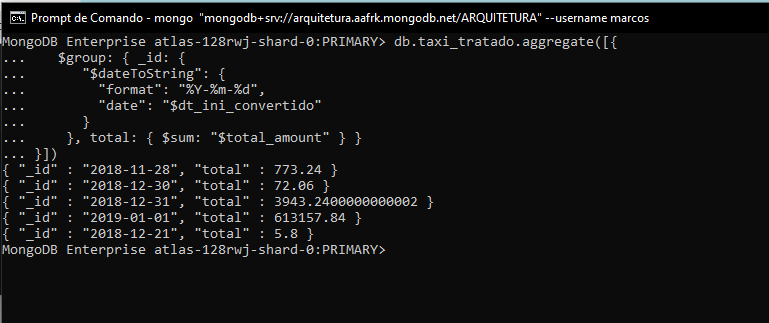 Prompt de Comando - mongo "mongodb+srv://arquitetura.aafrk.mongodb.net/ARQUITETURA" --username marcos
MongoDB Enterprise atlas-128rwj-shard-0:PRIMARY> db.taxi_tratado.aggregate([{
...     $group: { _id: {
...        "$dateToString": {
...          "format": "%Y-%m-%d",
...          "date": "$dt_ini_convertido"
...        }
...      }, total: { $sum: "$total_amount" } }
... }])
{ "_id" : "2018-11-28", "total" : 773.24 }
{ "_id" : "2018-12-30", "total" : 72.06 }
{ "_id" : "2018-12-31", "total" : 3943.2400000000002 }
{ "_id" : "2019-01-01", "total" : 613157.84 }
{ "_id" : "2018-12-21", "total" : 5.8 }
MongoDB Enterprise atlas-128rwj-shard-0:PRIMARY>